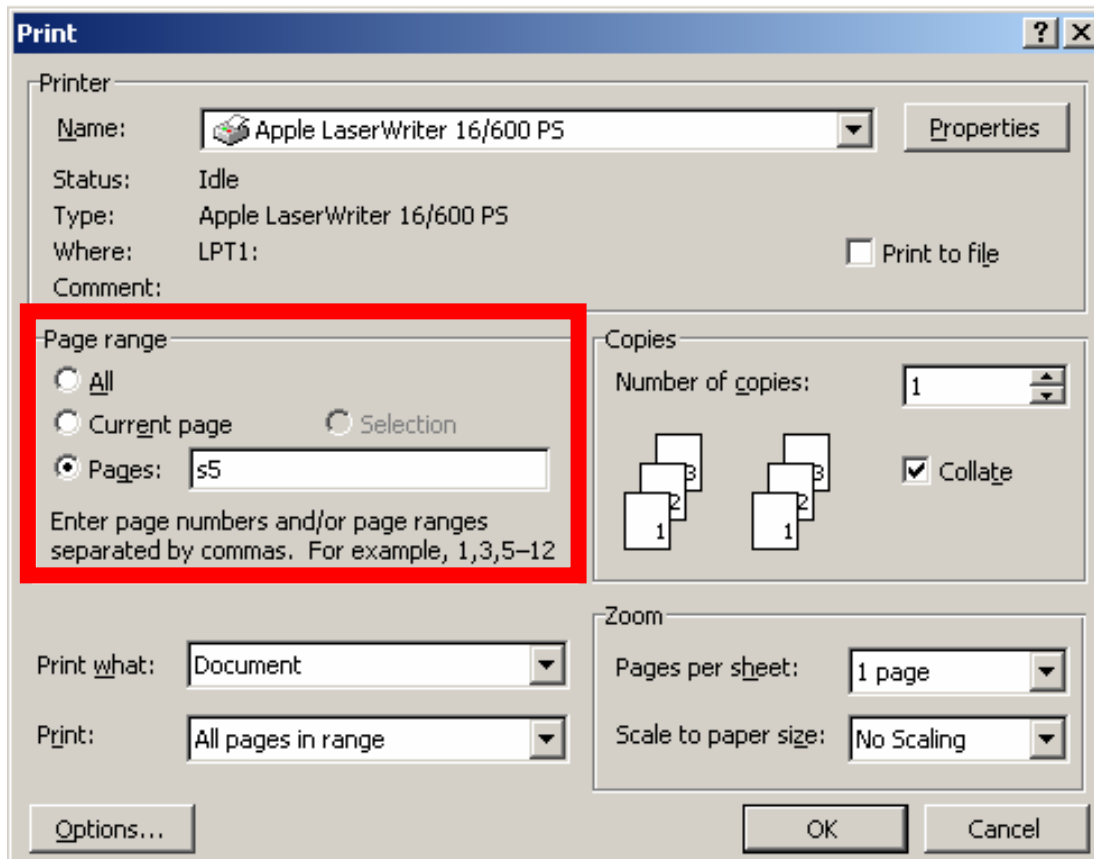 Print
Printer
Name: Apple LaserWriter 16/600 PS Properties
Status: Idle
Type: Apple LaserWriter 16/600 PS
Where: LPT1: Print to file
Comment:
Page range
All
Current page Selection
Pages: s5
Enter page numbers and/or page ranges
separated by commas. For example, 1,3,5–12
Copies
Number of copies: 1
3 3
2 2
1 1
Collate
Print what: Document
Print: All pages in range
Zoom
Pages per sheet: 1 page
Scale to paper size: No Scaling
Options... OK Cancel